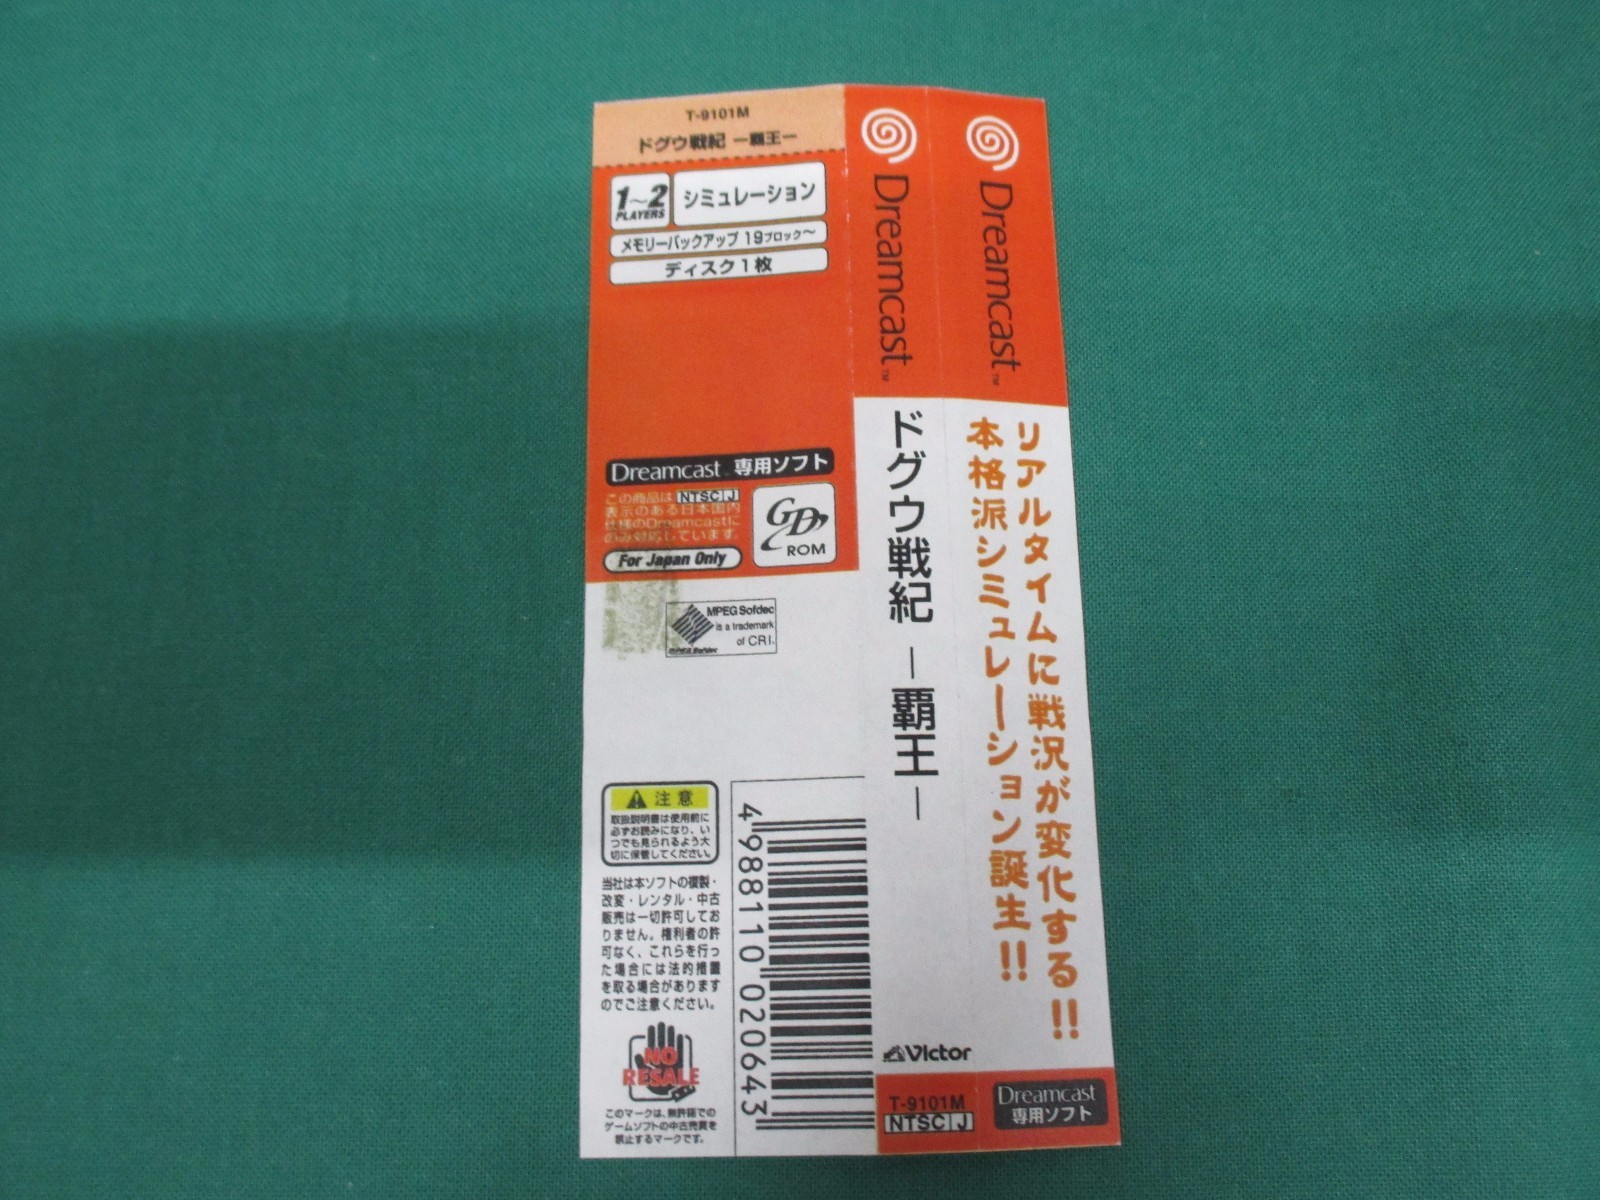 T-9101M
ドグウ戦紀 ー覇王ー
1~2
PLAYERS
シミュレーション
メモリーバックアップ 19ブロック〜
ディスク1枚
Dreamcast 専用ソフト
この商品は NTSC J
表示のある日本国内
仕様のDreamcastに
のみ対応しています。
For Japan Only
GD
ROM
MPEG Sofdec
is a trademark
of CRI.
MPEG Sofdec
注意
取扱説明書は使用前に
必ずお読みになり、い
つでも見られるよう大
切に保管してください。
当社は本ソフトの複製・
改変・レンタル・中古
販売は一切許可してお
りません。権利者の許
可なく、これらを行っ
た場合には法的措置
を取る場合があります
のでご注意ください。
NO
RESALE
このマークは、無許諾での
ゲームソフトの中古売買を
禁止するマークです。
4988110020643
Dreamcast™
ドグウ戦紀 ー覇王ー
Victor
T-9101M
NTSC J
Dreamcast™
リアルタイムに戦況が変化する!!
本格派シミュレーション誕生!!
Dreamcast
専用ソフト